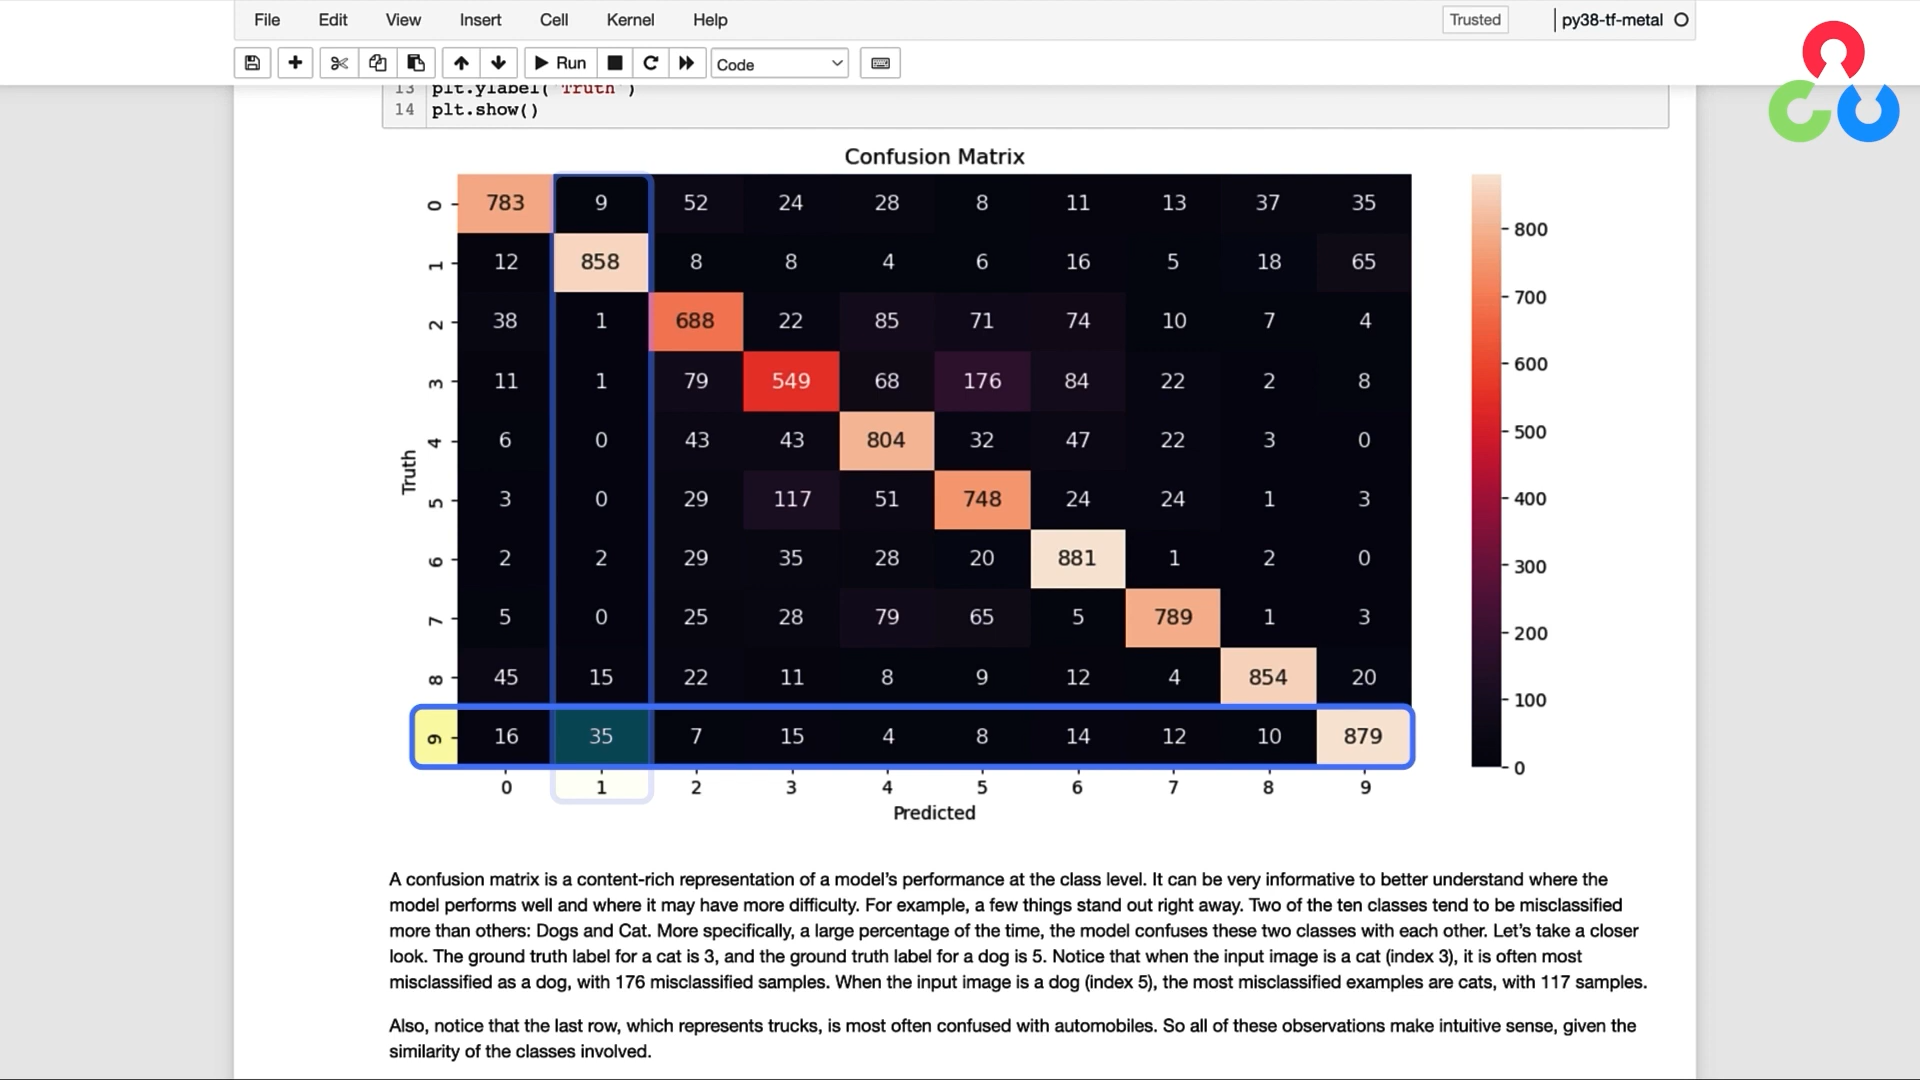 File Edit View Insert Cell Kernel Help Trusted py38-tf-metal
Run Code
13 plt.ylabel('Truth')
14 plt.show()
Confusion Matrix
0 783 9 52 24 28 8 11 13 37 35
1 12 858 8 8 4 6 16 5 18 65
2 38 1 688 22 85 71 74 10 7 4
3 11 1 79 549 68 176 84 22 2 8
4 6 0 43 43 804 32 47 22 3 0
5 3 0 29 117 51 748 24 24 1 3
6 2 2 29 35 28 20 881 1 2 0
7 5 0 25 28 79 65 5 789 1 3
8 45 15 22 11 8 9 12 4 854 20
9 16 35 7 15 4 8 14 12 10 879
0 1 2 3 4 5 6 7 8 9
Truth
Predicted
800
700
600
500
400
300
200
100
0
A confusion matrix is a content-rich representation of a model's performance at the class level. It can be very informative to better understand where the
model performs well and where it may have more difficulty. For example, a few things stand out right away. Two of the ten classes tend to be misclassified
more than others: Dogs and Cat. More specifically, a large percentage of the time, the model confuses these two classes with each other. Let's take a closer
look. The ground truth label for a cat is 3, and the ground truth label for a dog is 5. Notice that when the input image is a cat (index 3), it is often most
misclassified as a dog, with 176 misclassified samples. When the input image is a dog (index 5), the most misclassified examples are cats, with 117 samples.
Also, notice that the last row, which represents trucks, is most often confused with automobiles. So all of these observations make intuitive sense, given the
similarity of the classes involved.